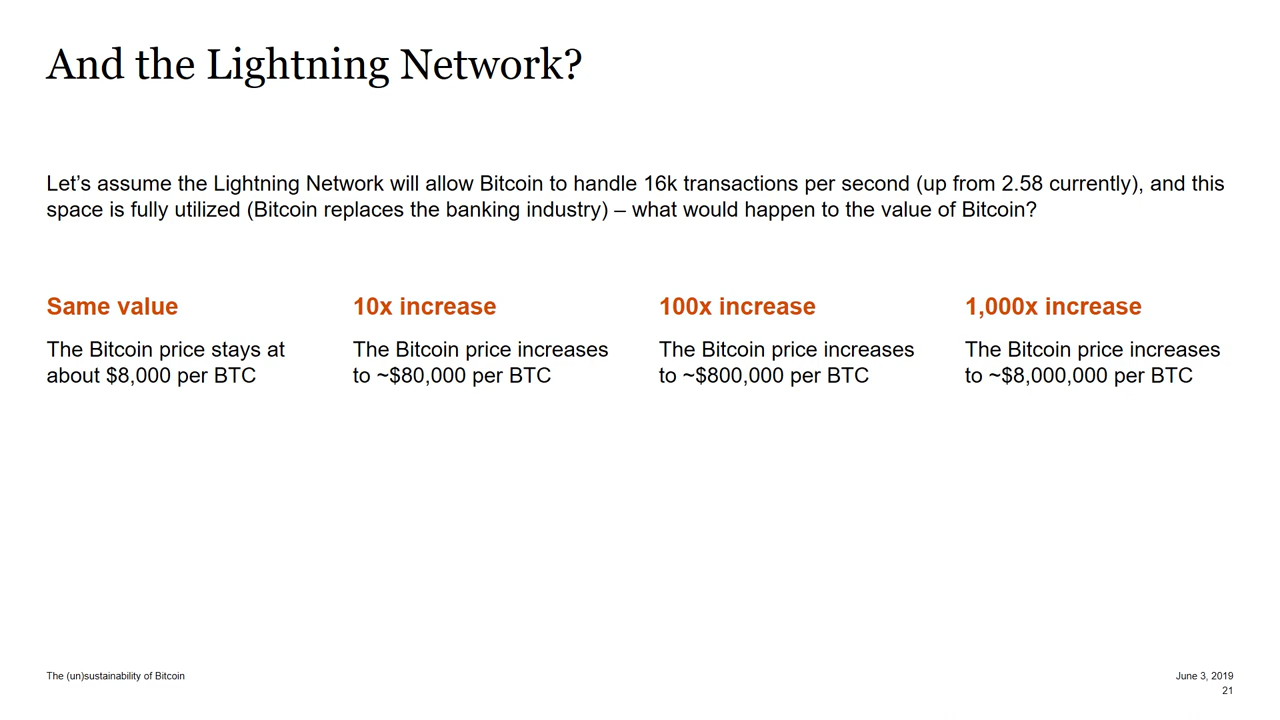 And the Lightning Network?
Let’s assume the Lightning Network will allow Bitcoin to handle 16k transactions per second (up from 2.58 currently), and this
space is fully utilized (Bitcoin replaces the banking industry) – what would happen to the value of Bitcoin?
Same value
The Bitcoin price stays at
about $8,000 per BTC
10x increase
The Bitcoin price increases
to ~$80,000 per BTC
100x increase
The Bitcoin price increases
to ~$800,000 per BTC
1,000x increase
The Bitcoin price increases
to ~$8,000,000 per BTC
The (un)sustainability of Bitcoin
June 3, 2019
21